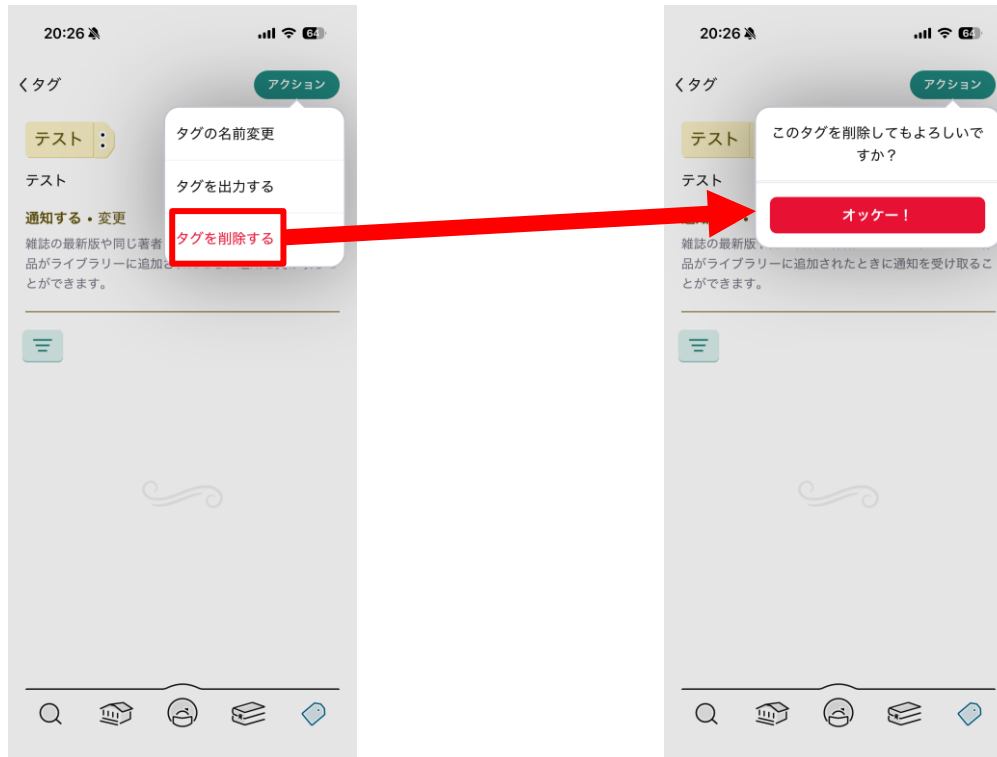 20:26
64
タグ
アクション
テスト
タグの名前変更
テスト
タグを出力する
通知する • 変更
タグを削除する
雑誌の最新版や同じ著者
品がライブラリーに追加さ
とができます。
20:26
64
タグ
アクション
テスト
このタグを削除してもよろしいで
すか？
テスト
オッケー！
雑誌の最新版
品がライブラリーに追加されたときに通知を受け取るこ
とができます。